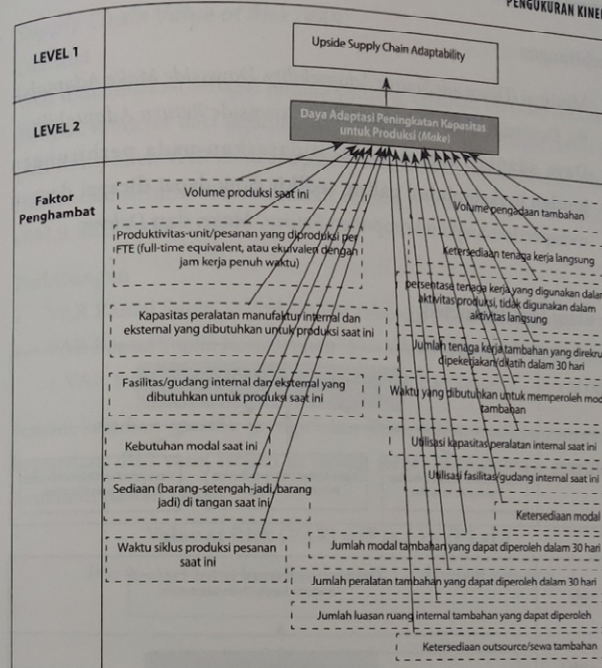 PENGUKURAN
LEVEL 1
Upside Supply Chain Adaptability
LEVEL 2
Daya Adaptasi Peningkatan Kapasitas
untuk Produksi (Make)
Faktor
Penghambat
Volume produksi saat ini
Produktivitas-unit/pesanan yang diproduksi per
FTE (full-time equivalent, atau ekuivalen dengan
jam kerja penuh waktu)
Kapasitas peralatan manufaktur internal dan
eksternal yang dibutuhkan untuk produksi saat ini
Fasilitas/gudang internal dan eksternal yang
dibutuhkan untuk produksi saat ini
Kebutuhan modal saat ini
Sediaan (barang-setengah-jadi/barang
jadi) di tangan saat ini
Waktu siklus produksi pesanan
saat ini
Volume pengadaan tambahan
Ketersediaan tenaga kerja langsung
persentase tenaga kerja yang digunakan dalam
aktivitas produksi, tidak digunakan dalam
aktivitas langsung
Jumlah tenaga kerja tambahan yang
dipekerjakan/dilatih dalam 30 hari
Waktu yang dibutuhkan untuk memperoleh
tambahan
Utilisasi kapasitas peralatan internal saat ini
Utilisasi fasilitas/gudang internal saat ini
Ketersediaan modal
Jumlah modal tambahan yang dapat diperoleh dalam 30 hari
Jumlah peralatan tambahan yang dapat diperoleh dalam 30 hari
Jumlah luasan ruang internal tambahan yang dapat diperoleh
Ketersediaan outsource/sewa tambahan